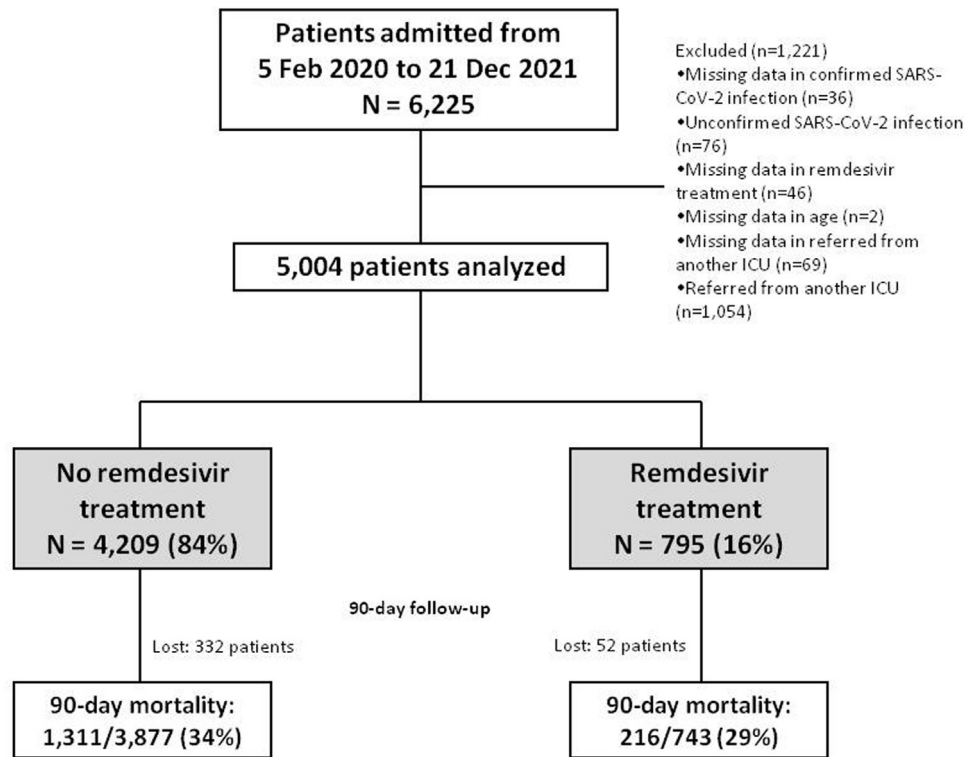 Patients admitted from
5 Feb 2020 to 21 Dec 2021
N = 6,225
Excluded (n=1,221)
•Missing data in confirmed SARS-
CoV-2 infection (n=36)
•Unconfirmed SARS-CoV-2 infection
(n=76)
•Missing data in remdesivir
treatment (n=46)
•Missing data in age (n=2)
•Missing data in referred from
another ICU (n=69)
•Referred from another ICU
(n=1,054)
5,004 patients analyzed
No remdesivir
treatment
N = 4,209 (84%)
Remdesivir
treatment
N = 795 (16%)
90-day follow-up
Lost: 332 patients
Lost: 52 patients
90-day mortality:
1,311/3,877 (34%)
90-day mortality:
216/743 (29%)